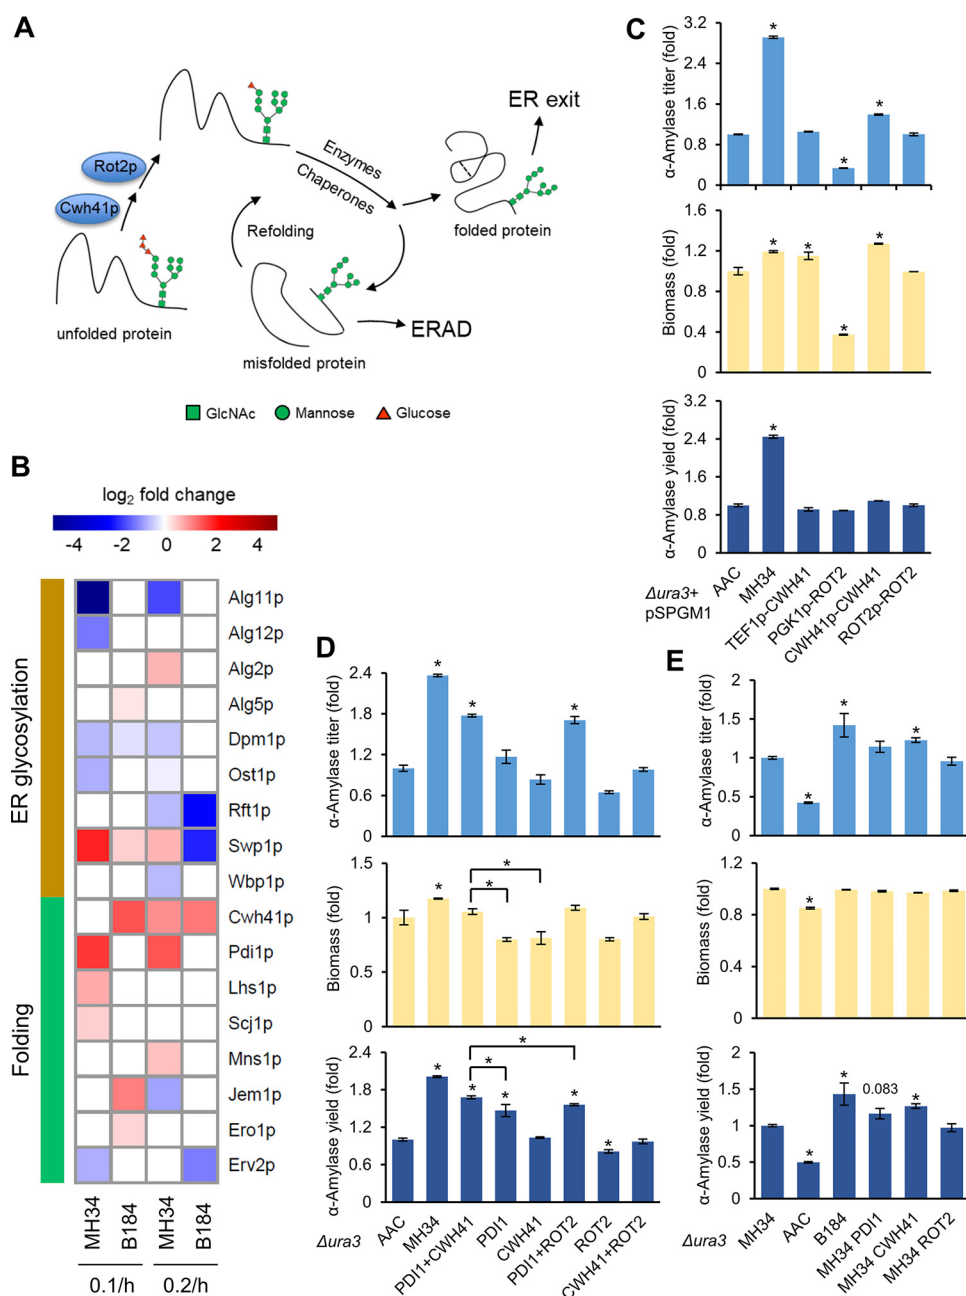 A
Rot2p
Cwh41p
Enzymes
Chaperones
ER exit
Refolding
folded protein
unfolded protein
misfolded protein
ERAD
GlcNAc
Mannose
Glucose
B
log2 fold change
-4 -2 0 2 4
ER glycosylation
Folding
Alg11p
Alg12p
Alg2p
Alg5p
Dpm1p
Ost1p
Rft1p
Swp1p
Wbp1p
Cwh41p
Pdi1p
Lhs1p
Scj1p
Mns1p
Jem1p
Ero1p
Erv2p
MH34 B184 MH34 B184
0.1/h 0.2/h
C
α-Amylase titer (fold)
3.2
2.4
1.6
0.8
0
* * *
Biomass (fold)
1.6
1.2
0.8
0.4
0
* * * *
α-Amylase yield (fold)
3.2
2.4
1.6
0.8
0
*
Δura3+
pSPGM1
AAC
MH34
TEF1p-CWH41
PGK1p-ROT2
CWH41p-CWH41
ROT2p-ROT2
D
α-Amylase titer (fold)
2.4
1.8
1.2
0.6
0
* * *
Biomass (fold)
1.5
1
0.5
0
* * *
α-Amylase yield (fold)
2.4
1.8
1.2
0.6
0
* * * * * * *
Δura3
AAC
MH34
PDI1+CWH41
PDI1
CWH41
PDI1+ROT2
ROT2
CWH41+ROT2
E
α-Amylase titer (fold)
2
1.5
1
0.5
0
* * *
Biomass (fold)
1.2
0.8
0.4
0
*
α-Amylase yield (fold)
2
1.5
1
0.5
0
* * 0.083 *
Δura3
MH34
AAC
B184
MH34 PDI1
MH34 CWH41
MH34 ROT2